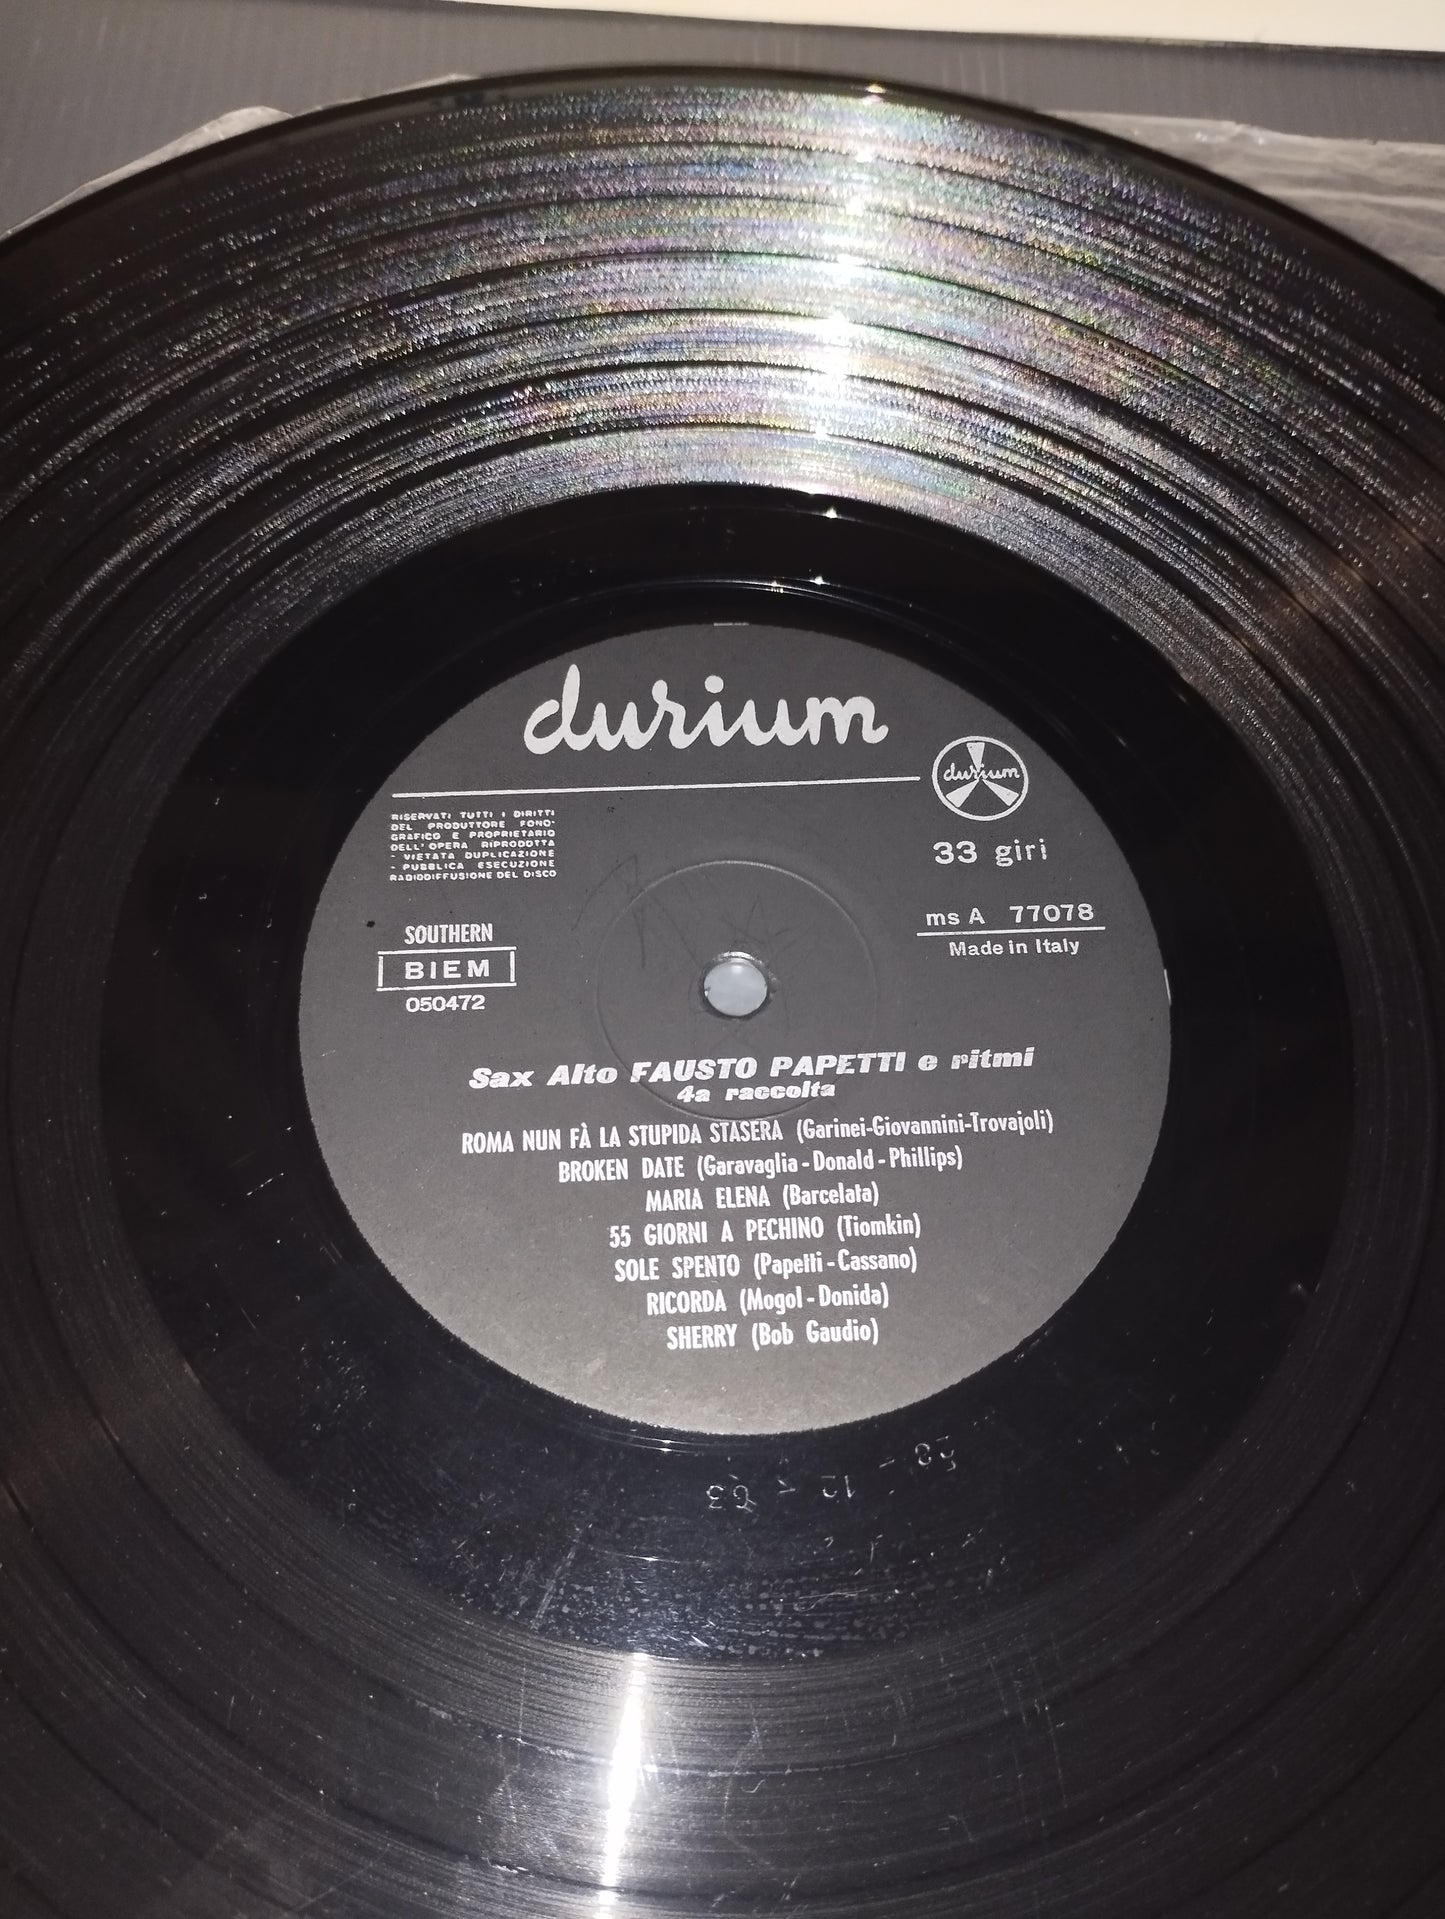 durium
durium
RISERVATI TUTTI I DIRITTI
DEL PRODUTTORE FONO-
GRAFICO E PROPRIETARIO
DELL'OPERA RIPRODOTTA
- VIETATA DUPLICAZIONE
- PUBBLICA ESECUZIONE
RADIODIFFUSIONE DEL DISCO
33 giri
ms A 77078
Made in Italy
SOUTHERN
BIEM
050472
Sax Alto FAUSTO PAPETTI e ritmi
4a raccolta
ROMA NUN FÀ LA STUPIDA STASERA (Garinei-Giovannini-Trovajoli)
BROKEN DATE (Garavaglia-Donald-Phillips)
MARIA ELENA (Barcelata)
55 GIORNI A PECHINO (Tiomkin)
SOLE SPENTO (Papetti-Cassano)
RICORDA (Mogol-Donida)
SHERRY (Bob Gaudio)